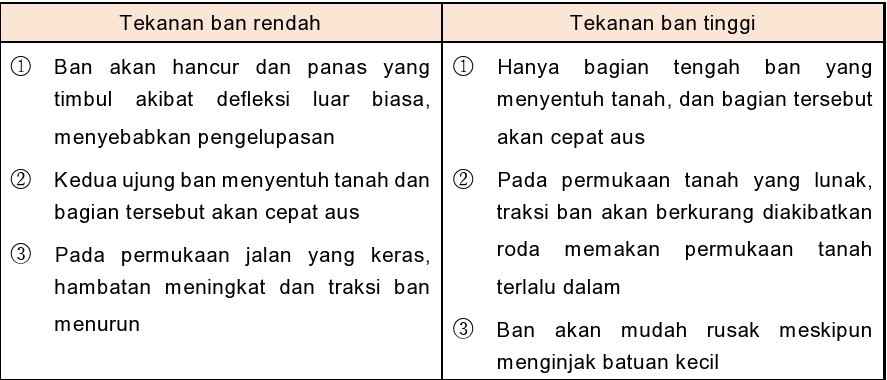 Tekanan ban rendah
Tekanan ban tinggi
① Ban akan hancur dan panas yang
timbul akibat defleksi luar biasa,
menyebabkan pengelupasan
② Kedua ujung ban menyentuh tanah dan
bagian tersebut akan cepat aus
③ Pada permukaan jalan yang keras,
hambatan meningkat dan traksi ban
menurun
① Hanya bagian tengah ban yang
menyentuh tanah, dan bagian tersebut
akan cepat aus
② Pada permukaan tanah yang lunak,
traksi ban akan berkurang diakibatkan
roda memakan permukaan tanah
terlalu dalam
③ Ban akan mudah rusak meskipun
menginjak batuan kecil